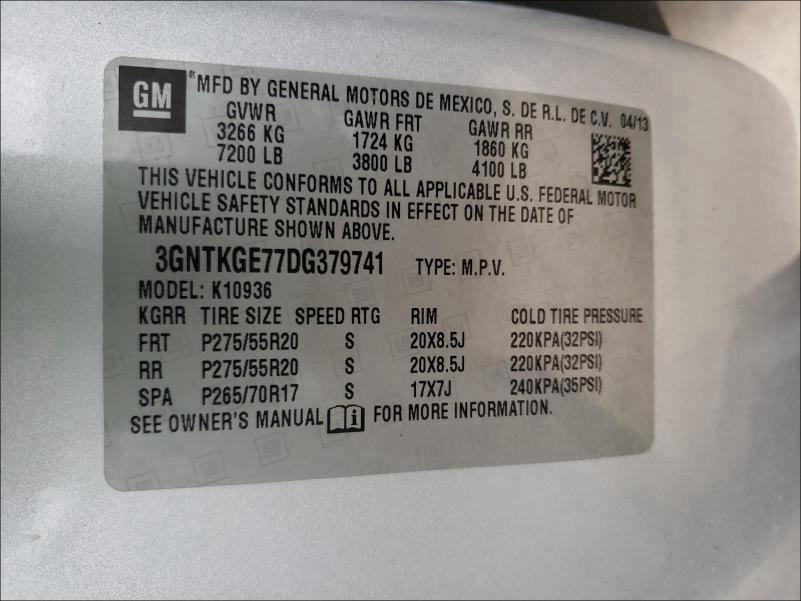 GM
® MFD BY GENERAL MOTORS DE MEXICO, S. DE R.L. DE C.V. 04/13
GVWR GAWR FRT GAWR RR
3266 KG 1724 KG 1860 KG
7200 LB 3800 LB 4100 LB
THIS VEHICLE CONFORMS TO ALL APPLICABLE U.S. FEDERAL MOTOR
VEHICLE SAFETY STANDARDS IN EFFECT ON THE DATE OF
MANUFACTURE SHOWN ABOVE.
3GNTKGE77DG379741 TYPE: M.P.V.
MODEL: K10936
KGRR TIRE SIZE SPEED RTG RIM COLD TIRE PRESSURE
FRT P275/55R20 S 20X8.5J 220KPA(32PSI)
RR P275/55R20 S 20X8.5J 220KPA(32PSI)
SPA P265/70R17 S 17X7J 240KPA(35PSI)
SEE OWNER'S MANUAL i FOR MORE INFORMATION.